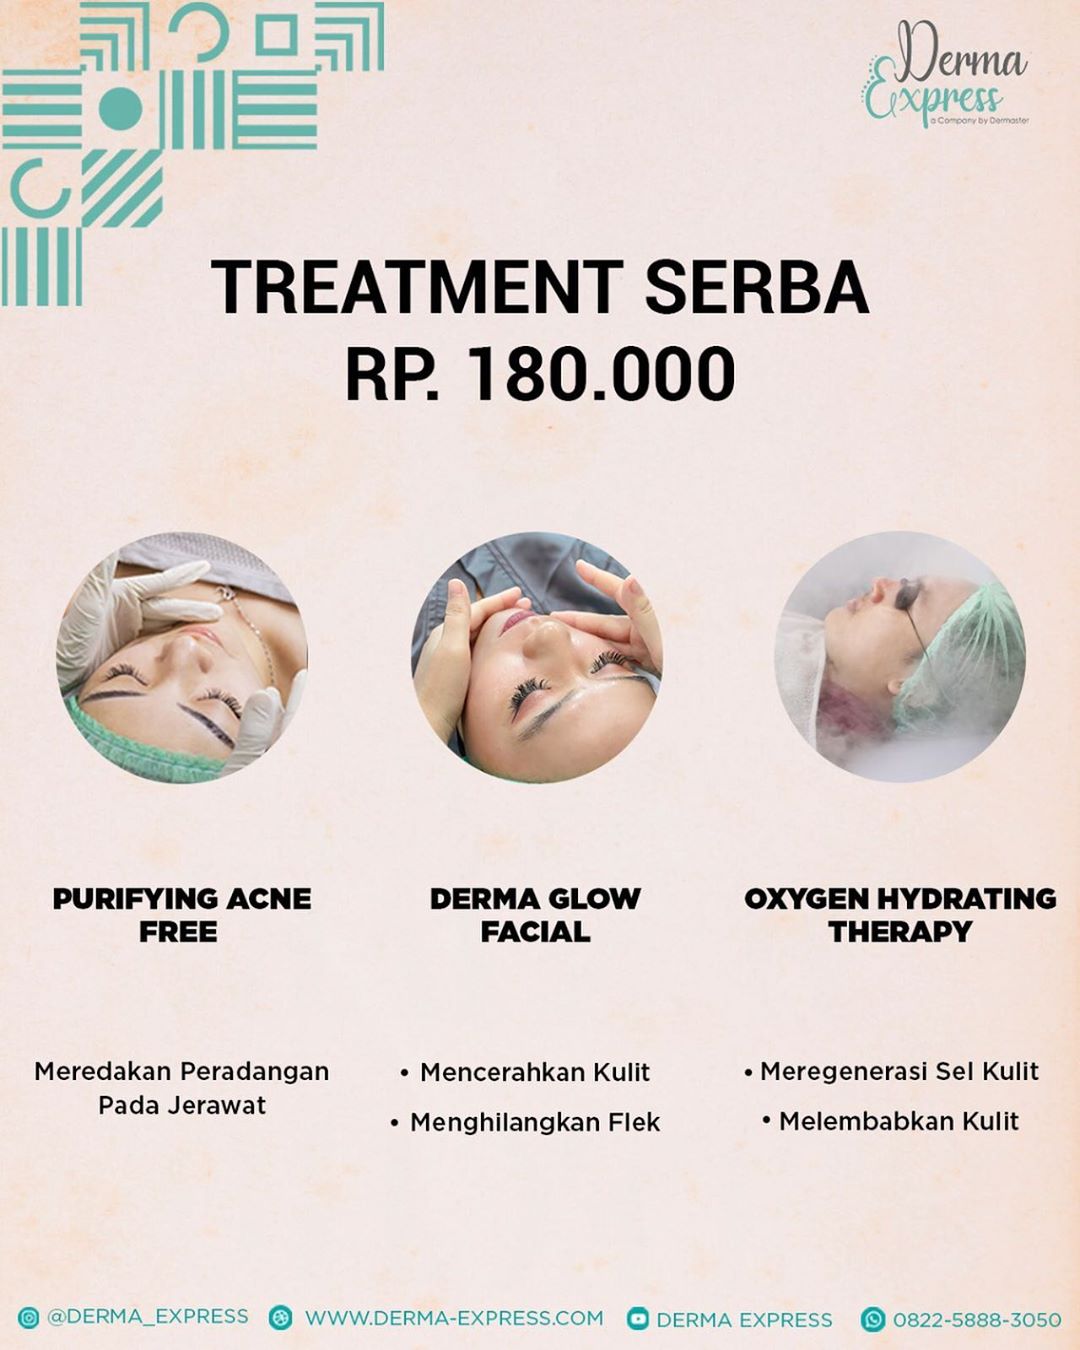 Derma
Express
a Company by Dermaster
TREATMENT SERBA
RP. 180.000
PURIFYING ACNE
FREE
Meredakan Peradangan
Pada Jerawat
DERMA GLOW
FACIAL
• Mencerahkan Kulit
• Menghilangkan Flek
OXYGEN HYDRATING
THERAPY
• Meregenerasi Sel Kulit
• Melembabkan Kulit
@DERMA_EXPRESS WWW.DERMA-EXPRESS.COM DERMA EXPRESS 0822-5888-3050